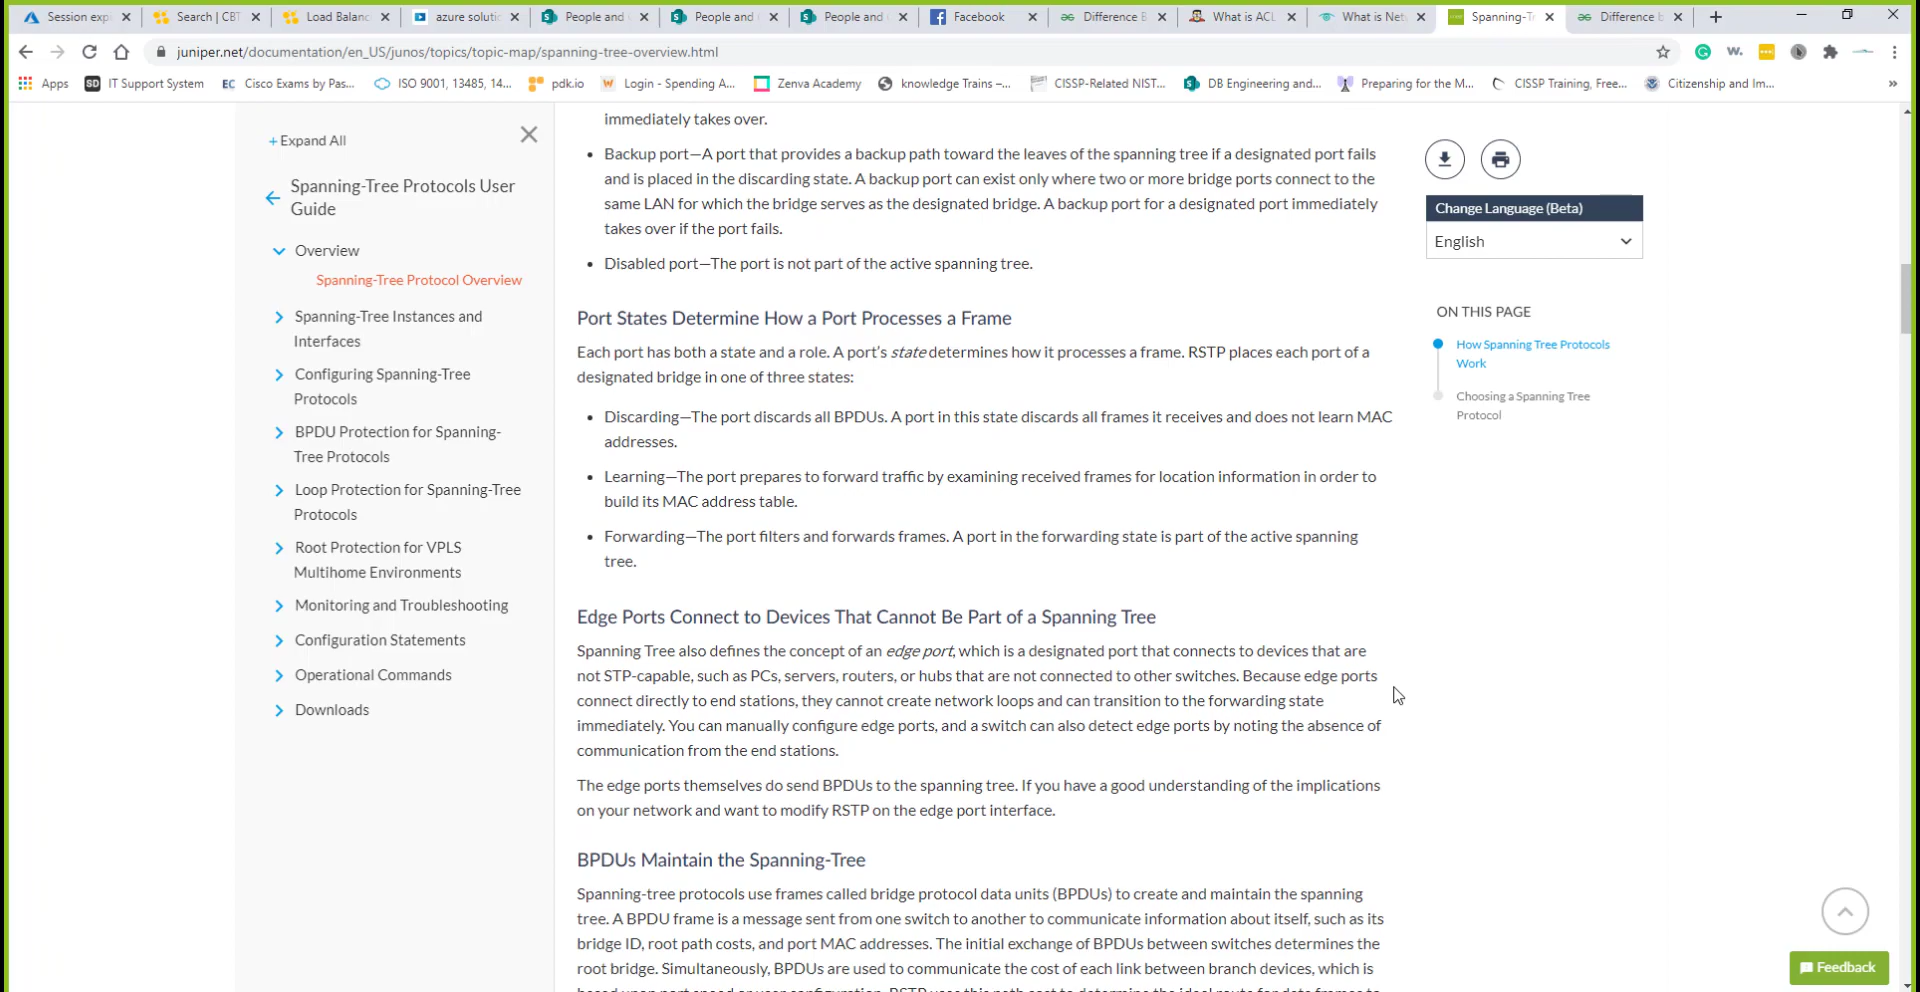 Session exp
Search | CBT
Load Balanc
azure solutic
People and
People and
People and
Facebook
Difference B
What is ACL
What is Net
Spanning-Tr
Difference b
juniper.net/documentation/en_US/junos/topics/topic-map/spanning-tree-overview.html
Apps
SD IT Support System
EC Cisco Exams by Pas...
ISO 9001, 13485, 14...
pdk.io
W Login - Spending A...
Zenva Academy
knowledge Trains –...
CISSP-Related NIST...
DB Engineering and...
Preparing for the M...
CISSP Training, Free...
Citizenship and Im...
»
+ Expand All
Spanning-Tree Protocols User
Guide
Overview
Spanning-Tree Protocol Overview
Spanning-Tree Instances and
Interfaces
Configuring Spanning-Tree
Protocols
BPDU Protection for Spanning-
Tree Protocols
Loop Protection for Spanning-Tree
Protocols
Root Protection for VPLS
Multihome Environments
Monitoring and Troubleshooting
Configuration Statements
Operational Commands
Downloads
immediately takes over.
• Backup port—A port that provides a backup path toward the leaves of the spanning tree if a designated port fails
and is placed in the discarding state. A backup port can exist only where two or more bridge ports connect to the
same LAN for which the bridge serves as the designated bridge. A backup port for a designated port immediately
takes over if the port fails.
• Disabled port—The port is not part of the active spanning tree.
Port States Determine How a Port Processes a Frame
Each port has both a state and a role. A port's state determines how it processes a frame. RSTP places each port of a
designated bridge in one of three states:
• Discarding—The port discards all BPDUs. A port in this state discards all frames it receives and does not learn MAC
addresses.
• Learning—The port prepares to forward traffic by examining received frames for location information in order to
build its MAC address table.
• Forwarding—The port filters and forwards frames. A port in the forwarding state is part of the active spanning
tree.
Edge Ports Connect to Devices That Cannot Be Part of a Spanning Tree
Spanning Tree also defines the concept of an edge port, which is a designated port that connects to devices that are
not STP-capable, such as PCs, servers, routers, or hubs that are not connected to other switches. Because edge ports
connect directly to end stations, they cannot create network loops and can transition to the forwarding state
immediately. You can manually configure edge ports, and a switch can also detect edge ports by noting the absence of
communication from the end stations.
The edge ports themselves do send BPDUs to the spanning tree. If you have a good understanding of the implications
on your network and want to modify RSTP on the edge port interface.
BPDUs Maintain the Spanning-Tree
Spanning-tree protocols use frames called bridge protocol data units (BPDUs) to create and maintain the spanning
tree. A BPDU frame is a message sent from one switch to another to communicate information about itself, such as its
bridge ID, root path costs, and port MAC addresses. The initial exchange of BPDUs between switches determines the
root bridge. Simultaneously, BPDUs are used to communicate the cost of each link between branch devices, which is
Change Language (Beta)
English
ON THIS PAGE
How Spanning Tree Protocols
Work
Choosing a Spanning Tree
Protocol
Feedback